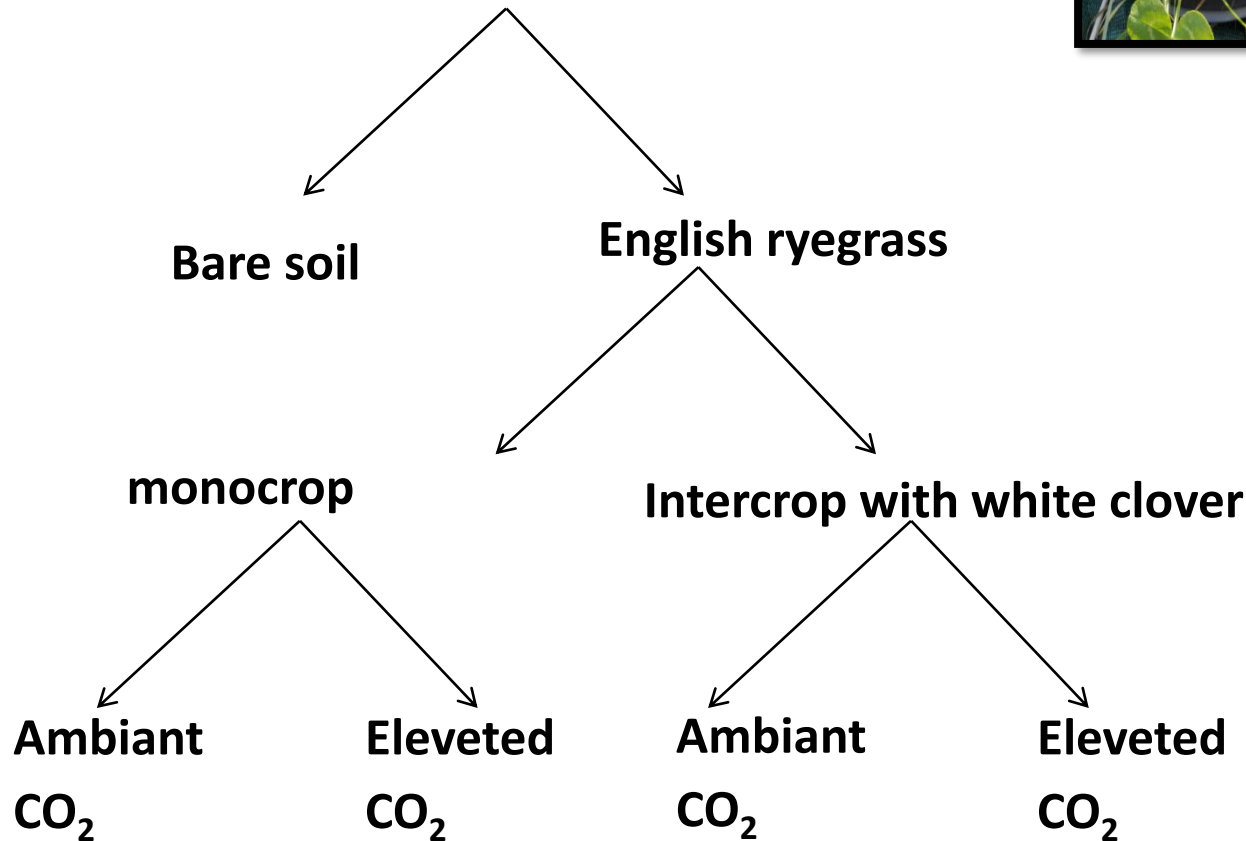 Bare soil
English ryegrass
monocrop
Intercrop with white clover
Ambiant
CO₂
Eleveted
CO₂
Ambiant
CO₂
Eleveted
CO₂